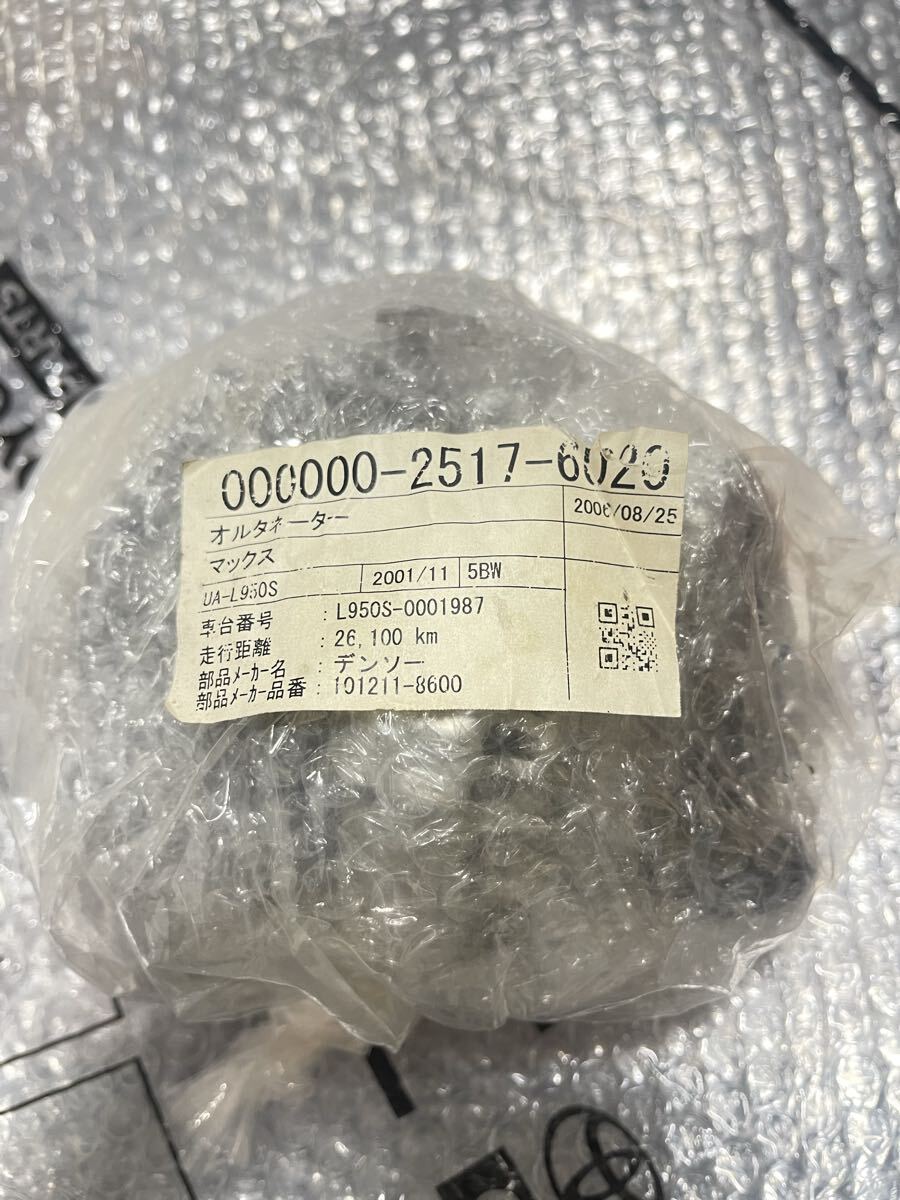 000000-2517-6020
オルタネーター
2006/08/25
マックス
UA-L950S 2001/11 5BW
車台番号 : L950S-0001987
走行距離 : 26,100 km
部品メーカー名 : デンソー
部品メーカー品番 : 101211-8600
PARTS